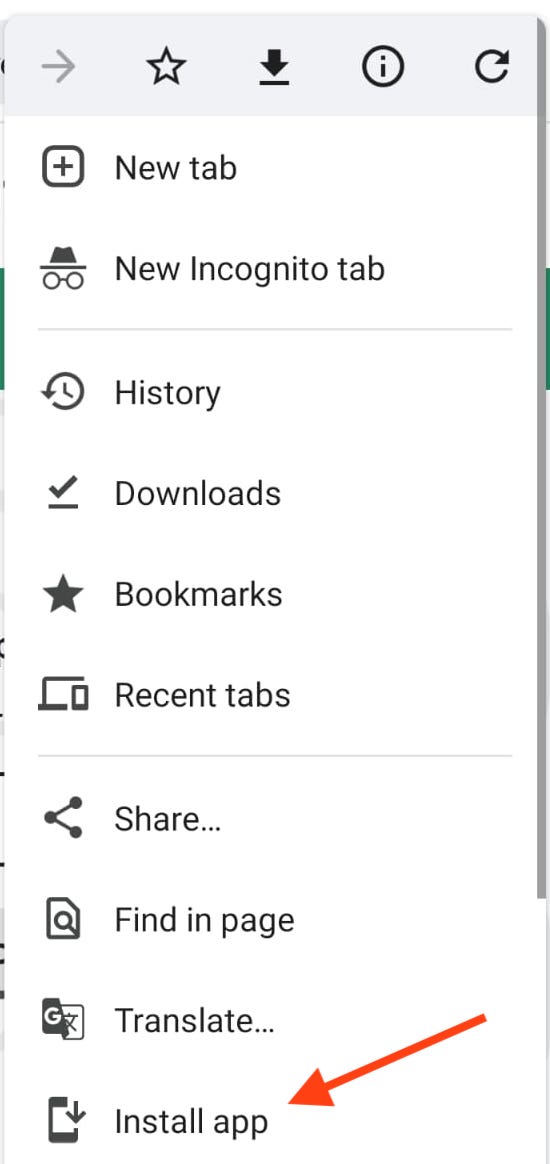 New tab
New Incognito tab
History
Downloads
Bookmarks
Recent tabs
Share...
Find in page
Translate...
Install app